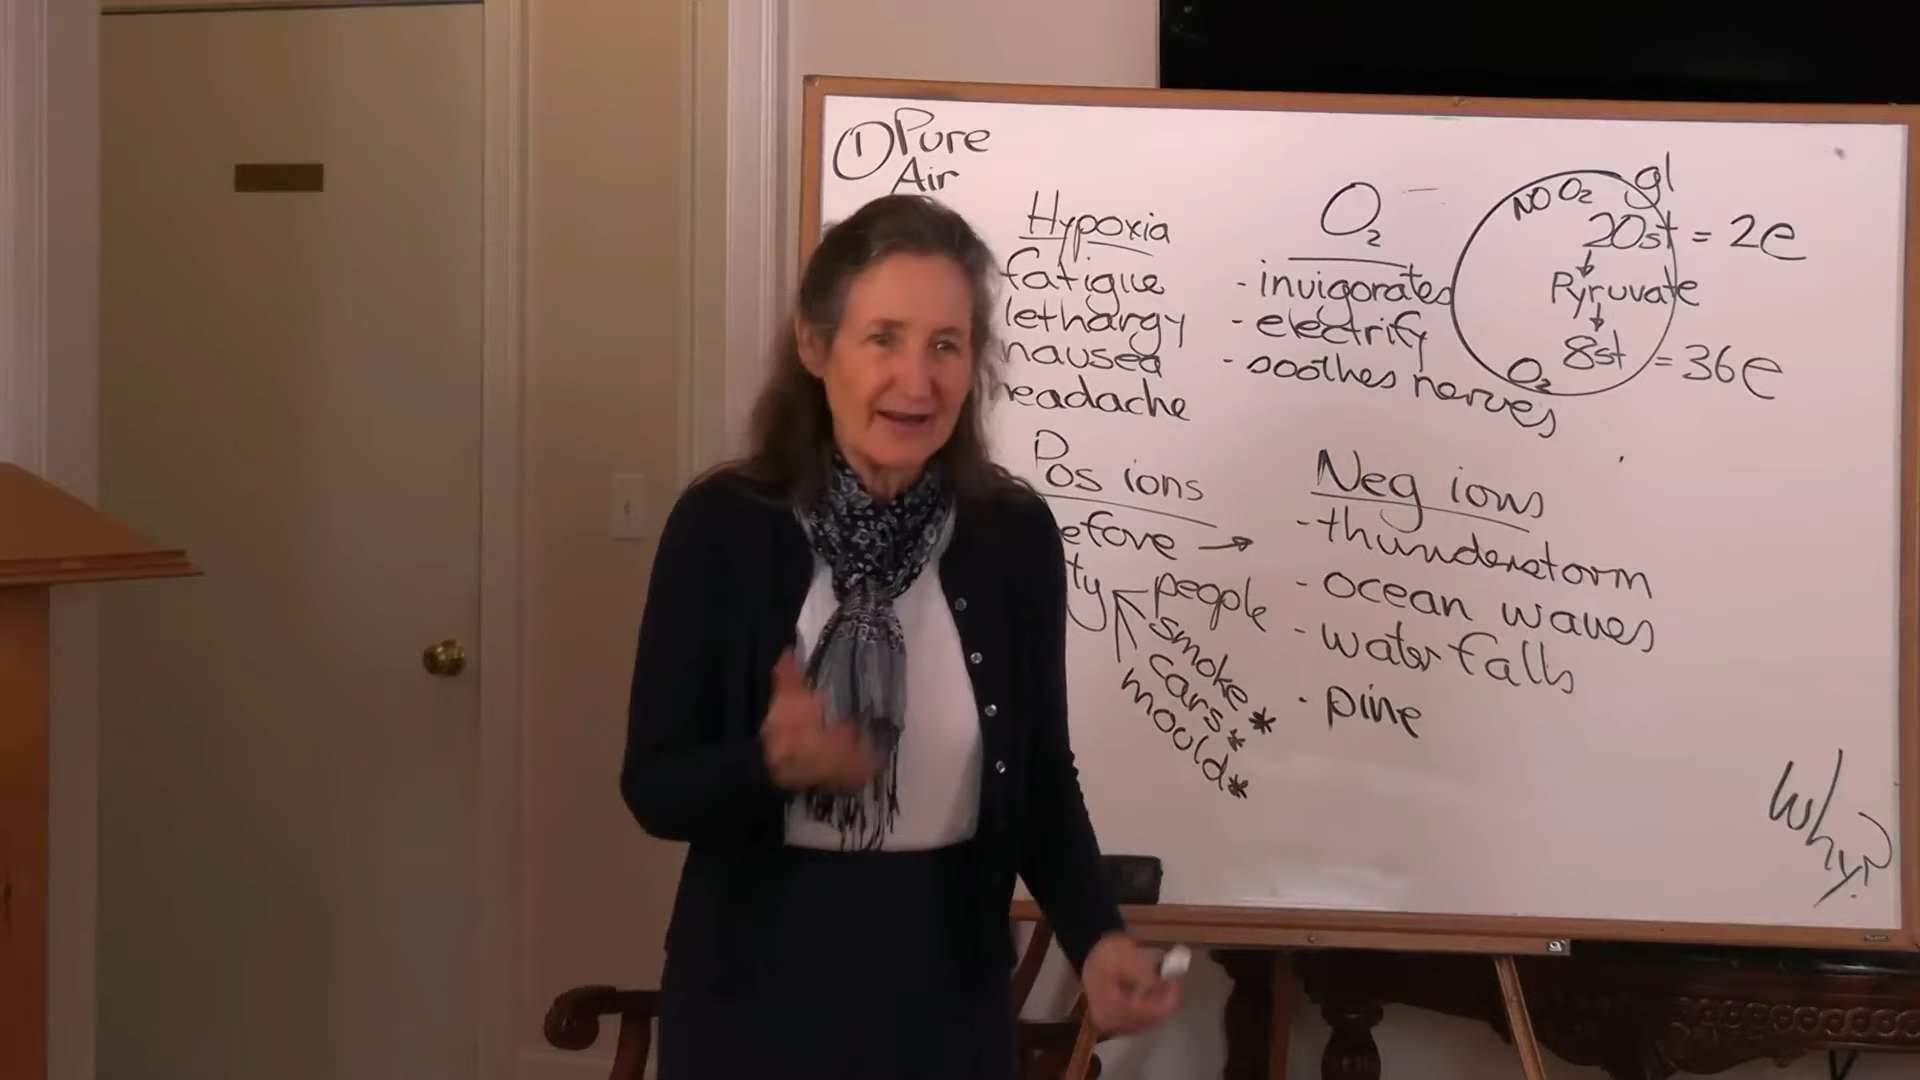 ① Pure
Air
Hypoxia
fatigue
lethargy
nausea
headache
O₂
- invigorates
- electrify
- soothes nerves
NO O₂
gl
20st = 2e
↓
Pyruvate
↓
8st = 36e
O₂
Pos ions
efore →
ty
people
smoke *
cars *
mould *
Neg ions
- thunderstorm
- ocean waves
- waterfalls
- pine
Why?